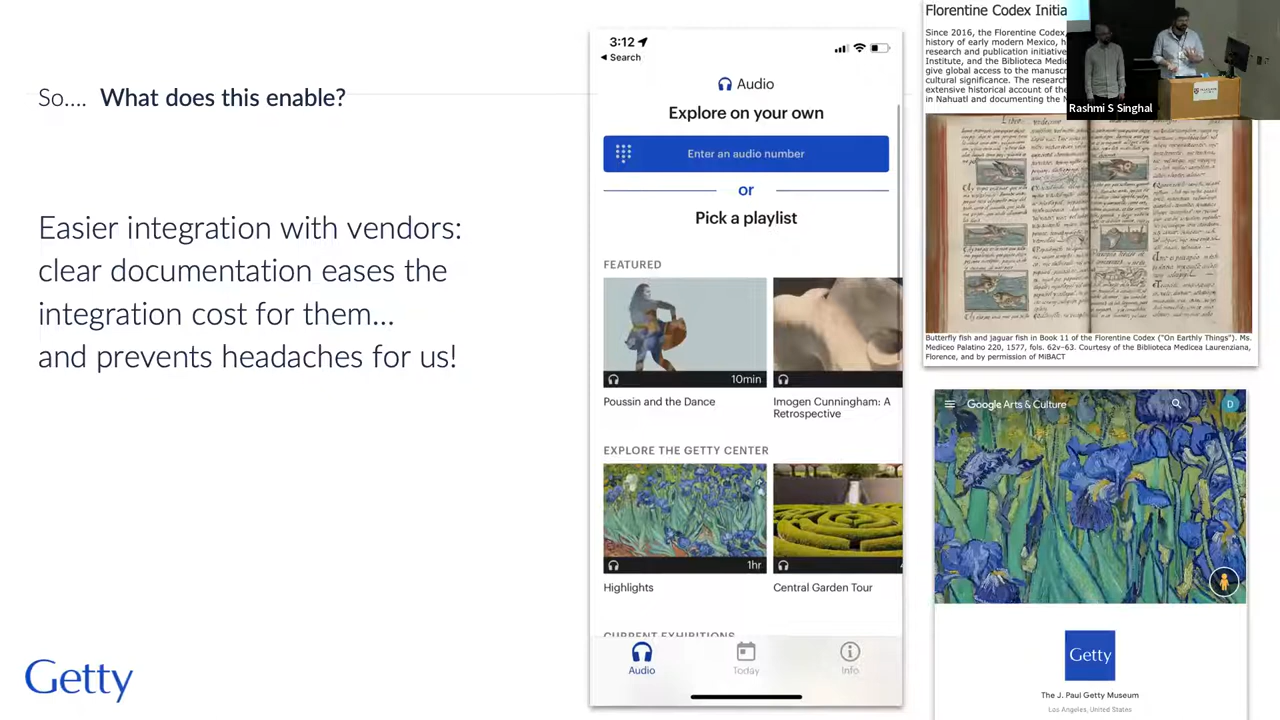 So.... What does this enable?
Easier integration with vendors:
clear documentation eases the
integration cost for them...
and prevents headaches for us!
Getty
3:12
Search
Audio
Explore on your own
Enter an audio number
or
Pick a playlist
FEATURED
10min
Poussin and the Dance
Imogen Cunningham: A
Retrospective
EXPLORE THE GETTY CENTER
1hr
Highlights
Central Garden Tour
CURRENT EXHIBITIONS
Audio
Today
Info
Florentine Codex Initia
Since 2016, the Florentine Codex
history of early modern Mexico, h
research and publication initiative
Institute, and the Biblioteca Medic
give global access to the manusc
cultural significance. The researc
extensive historical account of the
in Nahuatl and documenting the
Rashmi S Singhal
Butterfly fish and jaguar fish in Book 11 of the Florentine Codex ("On Earthly Things"). Ms.
Mediceo Palatino 220, 1577, fols. 62v–63. Courtesy of the Biblioteca Medicea Laurenziana,
Florence, and by permission of MiBACT
Google Arts & Culture
D
Getty
The J. Paul Getty Museum
Los Angeles, United States